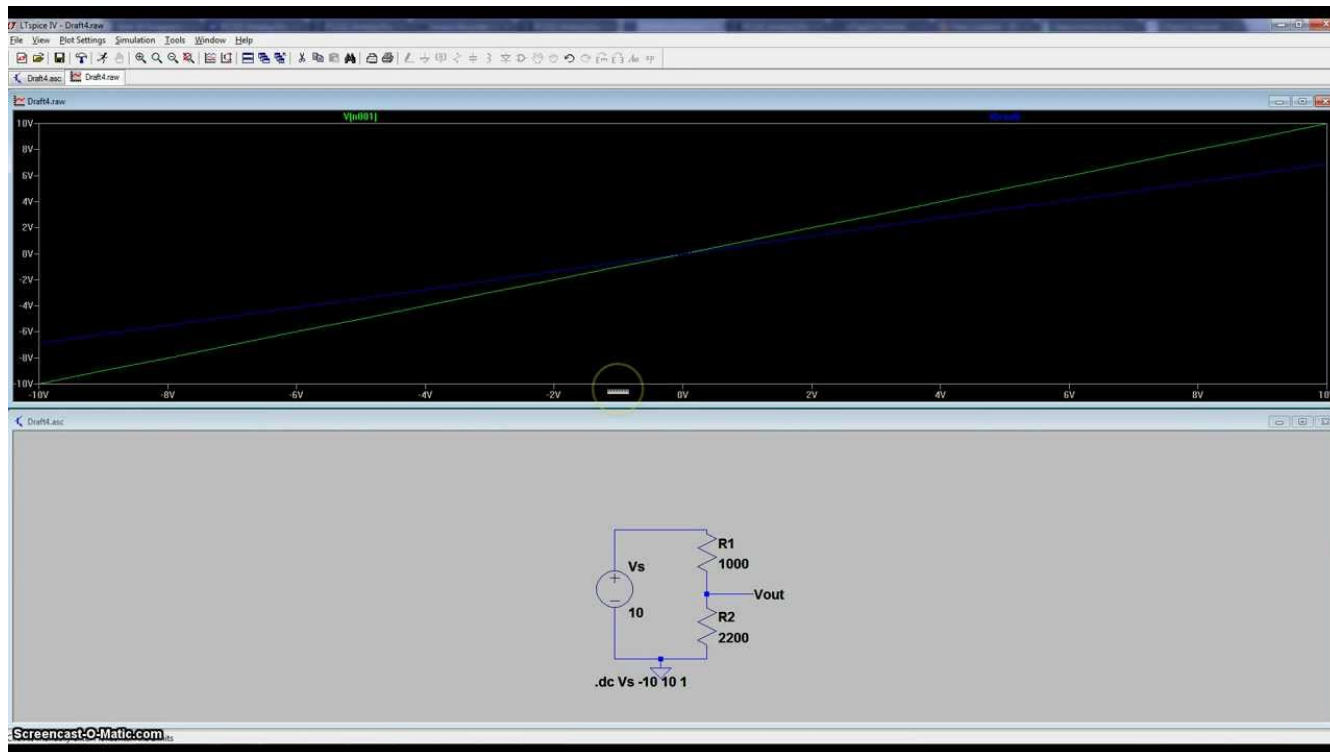 LTspice IV - Draft4.raw
File View Plot Settings Simulation Tools Window Help
Draft4.asc Draft4.raw
Draft4.raw
V[n001]
10V
8V
6V
4V
2V
0V
-2V
-4V
-6V
-8V
-10V
-10V -8V -6V -4V -2V 0V 2V 4V 6V 8V 10
Draft4.asc
R1
1000
Vs
10
Vout
R2
2200
.dc Vs -10 10 1
Screencast-O-Matic.com